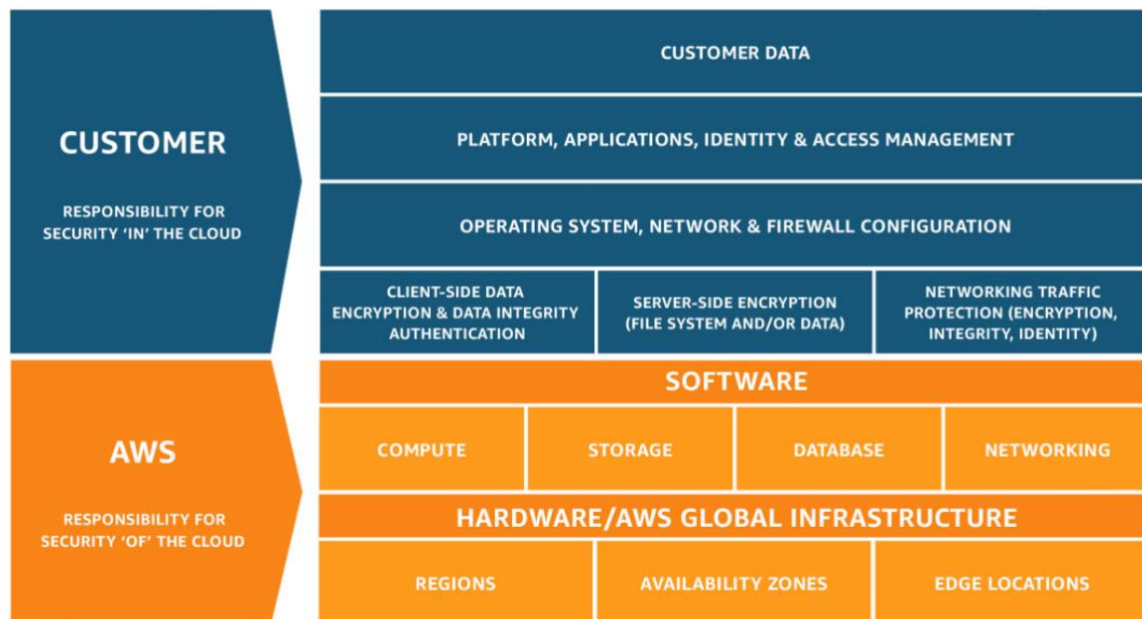 CUSTOMER
RESPONSIBILITY FOR
SECURITY ‘IN’ THE CLOUD
CUSTOMER DATA
PLATFORM, APPLICATIONS, IDENTITY & ACCESS MANAGEMENT
OPERATING SYSTEM, NETWORK & FIREWALL CONFIGURATION
CLIENT-SIDE DATA
ENCRYPTION & DATA INTEGRITY
AUTHENTICATION
SERVER-SIDE ENCRYPTION
(FILE SYSTEM AND/OR DATA)
NETWORKING TRAFFIC
PROTECTION (ENCRYPTION,
INTEGRITY, IDENTITY)
AWS
RESPONSIBILITY FOR
SECURITY ‘OF’ THE CLOUD
SOFTWARE
COMPUTE
STORAGE
DATABASE
NETWORKING
HARDWARE/AWS GLOBAL INFRASTRUCTURE
REGIONS
AVAILABILITY ZONES
EDGE LOCATIONS